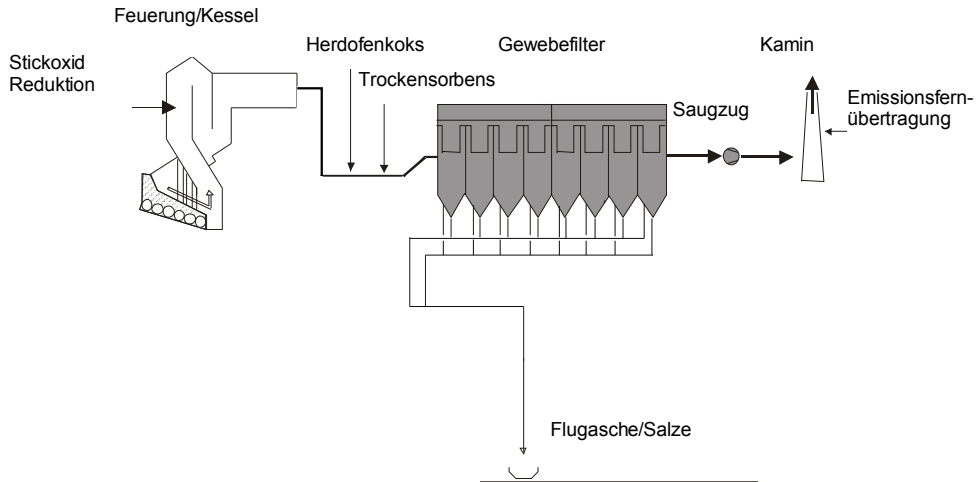 Feuerung/Kessel
Stickoxid
Reduktion
Herdofenkoks
Trockensorbens
Gewebefilter
Saugzug
Kamin
Emissionsfern-
übertragung
Flugasche/Salze